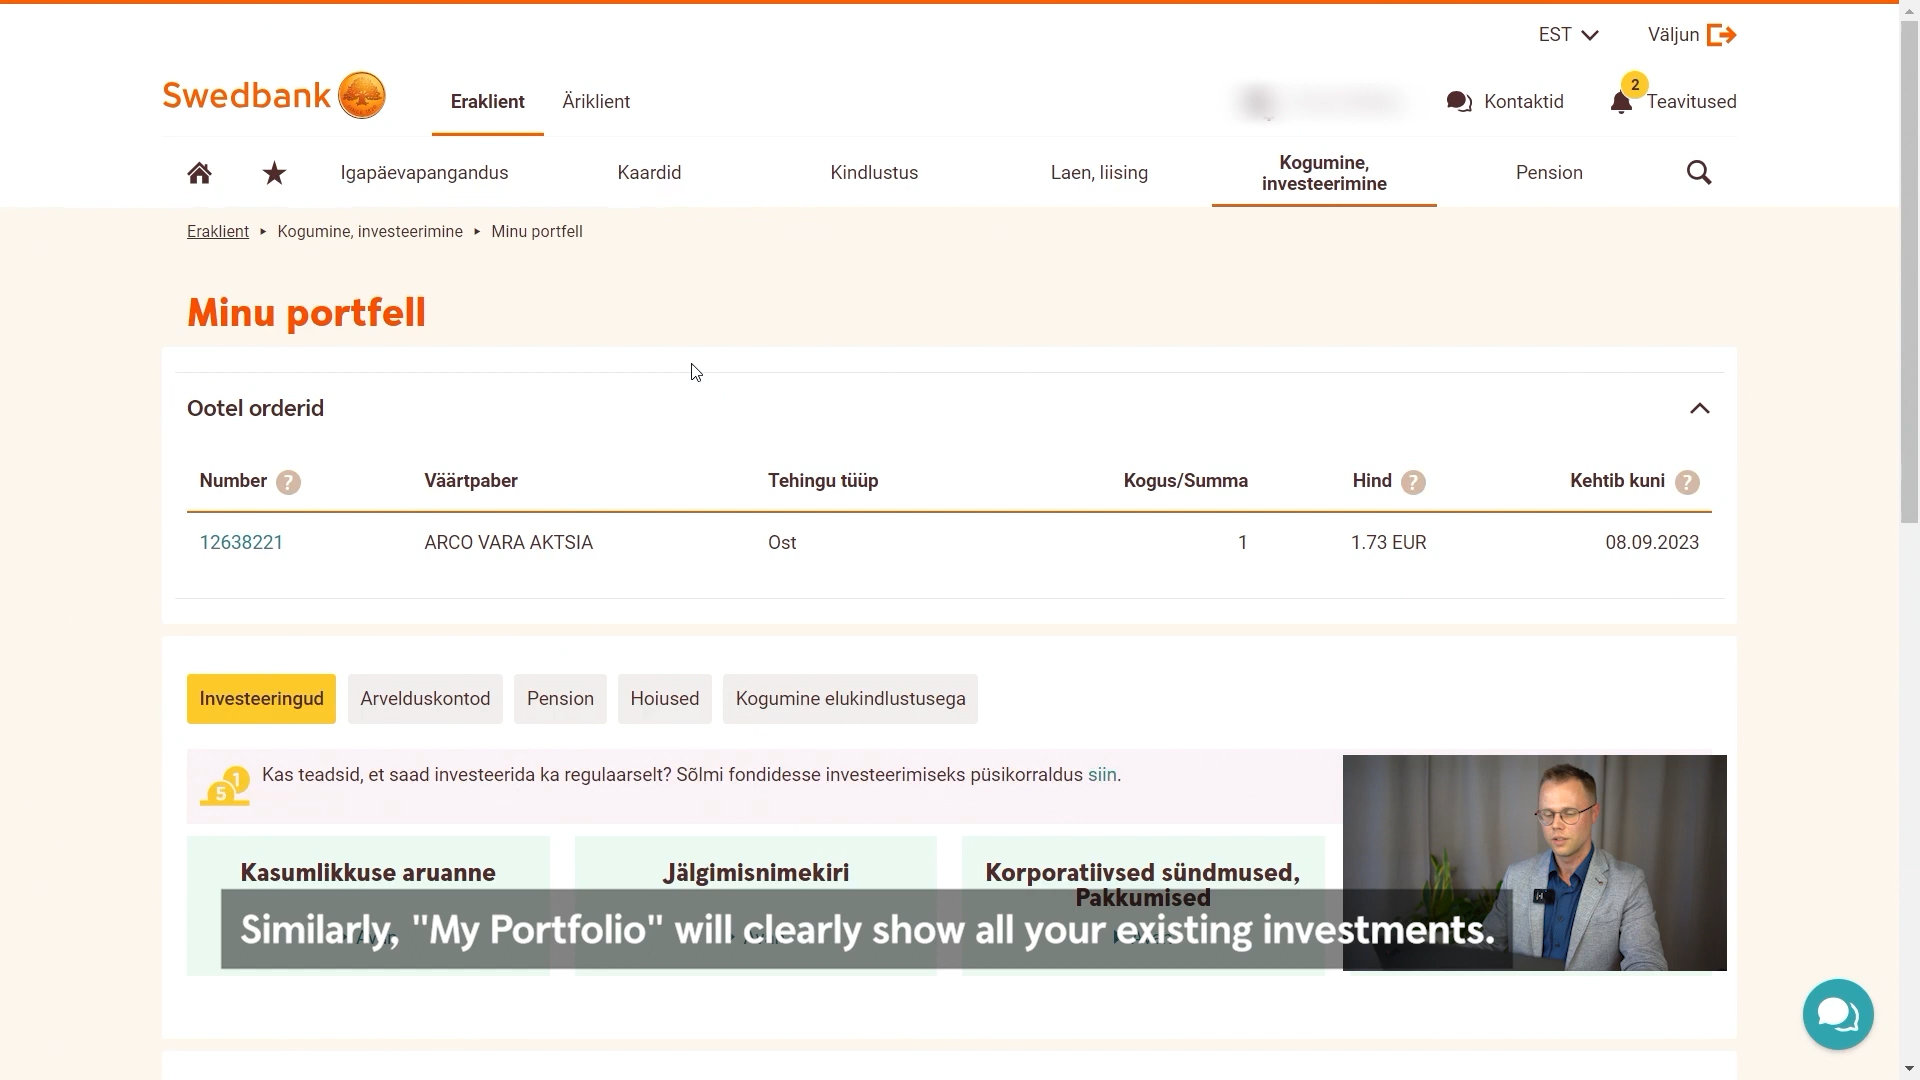 EST
Väljun
Swedbank
Eraklient
Äriklient
Kontaktid
2
Teavitused
Igapäevapangandus
Kaardid
Kindlustus
Laen, liising
Kogumine,
investeerimine
Pension
Eraklient ▸ Kogumine, investeerimine ▸ Minu portfell
Minu portfell
Ootel orderid
Number ? Väärtpaber Tehingu tüüp Kogus/Summa Hind ? Kehtib kuni ?
12638221 ARCO VARA AKTSIA Ost 1 1.73 EUR 08.09.2023
Investeeringud Arvelduskontod Pension Hoiused Kogumine elukindlustusega
5 1
Kas teadsid, et saad investeerida ka regulaarselt? Sõlmi fondidesse investeerimiseks püsikorraldus siin.
Kasumlikkuse aruanne
Jälgimisnimekiri
Korporatiivsed sündmused,
Pakkumised
Similarly, "My Portfolio" will clearly show all your existing investments.